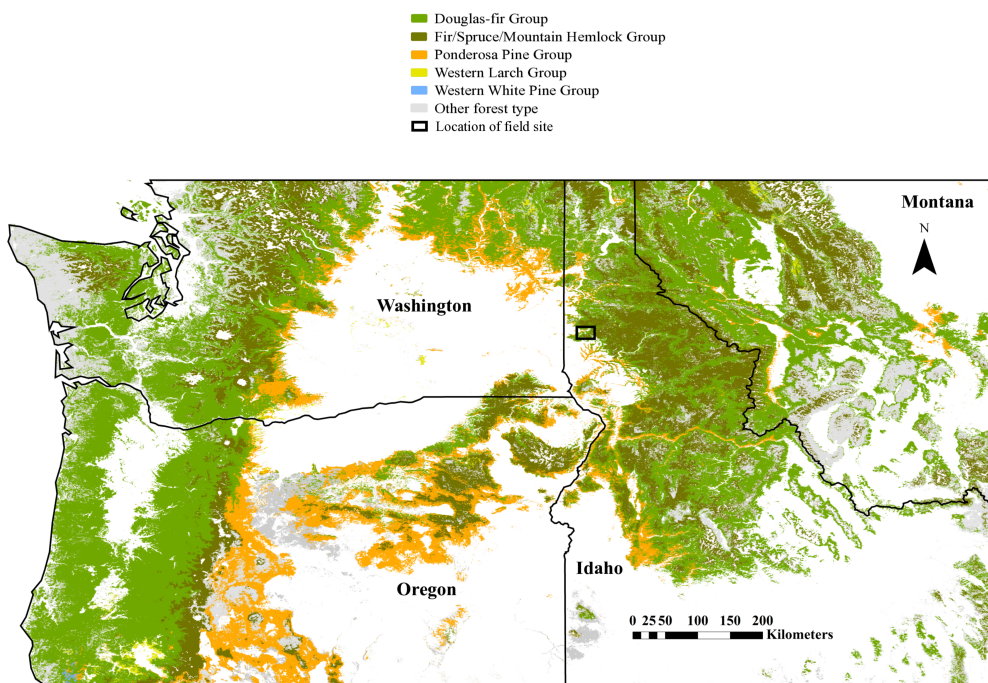 Douglas-fir Group
Fir/Spruce/Mountain Hemlock Group
Ponderosa Pine Group
Western Larch Group
Western White Pine Group
Other forest type
Location of field site
Montana
N
Washington
Oregon
Idaho
0 25 50 100 150 200
Kilometers